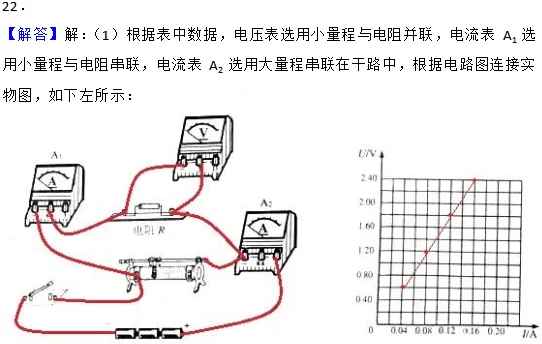 22．
【解答】解：（1）根据表中数据，电压表选用小量程与电阻并联，电流表 A₁ 选
用小量程与电阻串联，电流表 A₂ 选用大量程串联在干路中，根据电路图连接实
物图，如下左所示：
V
A₁
A
A₂
A
电阻 R
+
U/V
2.40
2.00
1.60
1.20
0.80
0.40
0
0.04 0.08 0.12 0.16 0.20
I/A